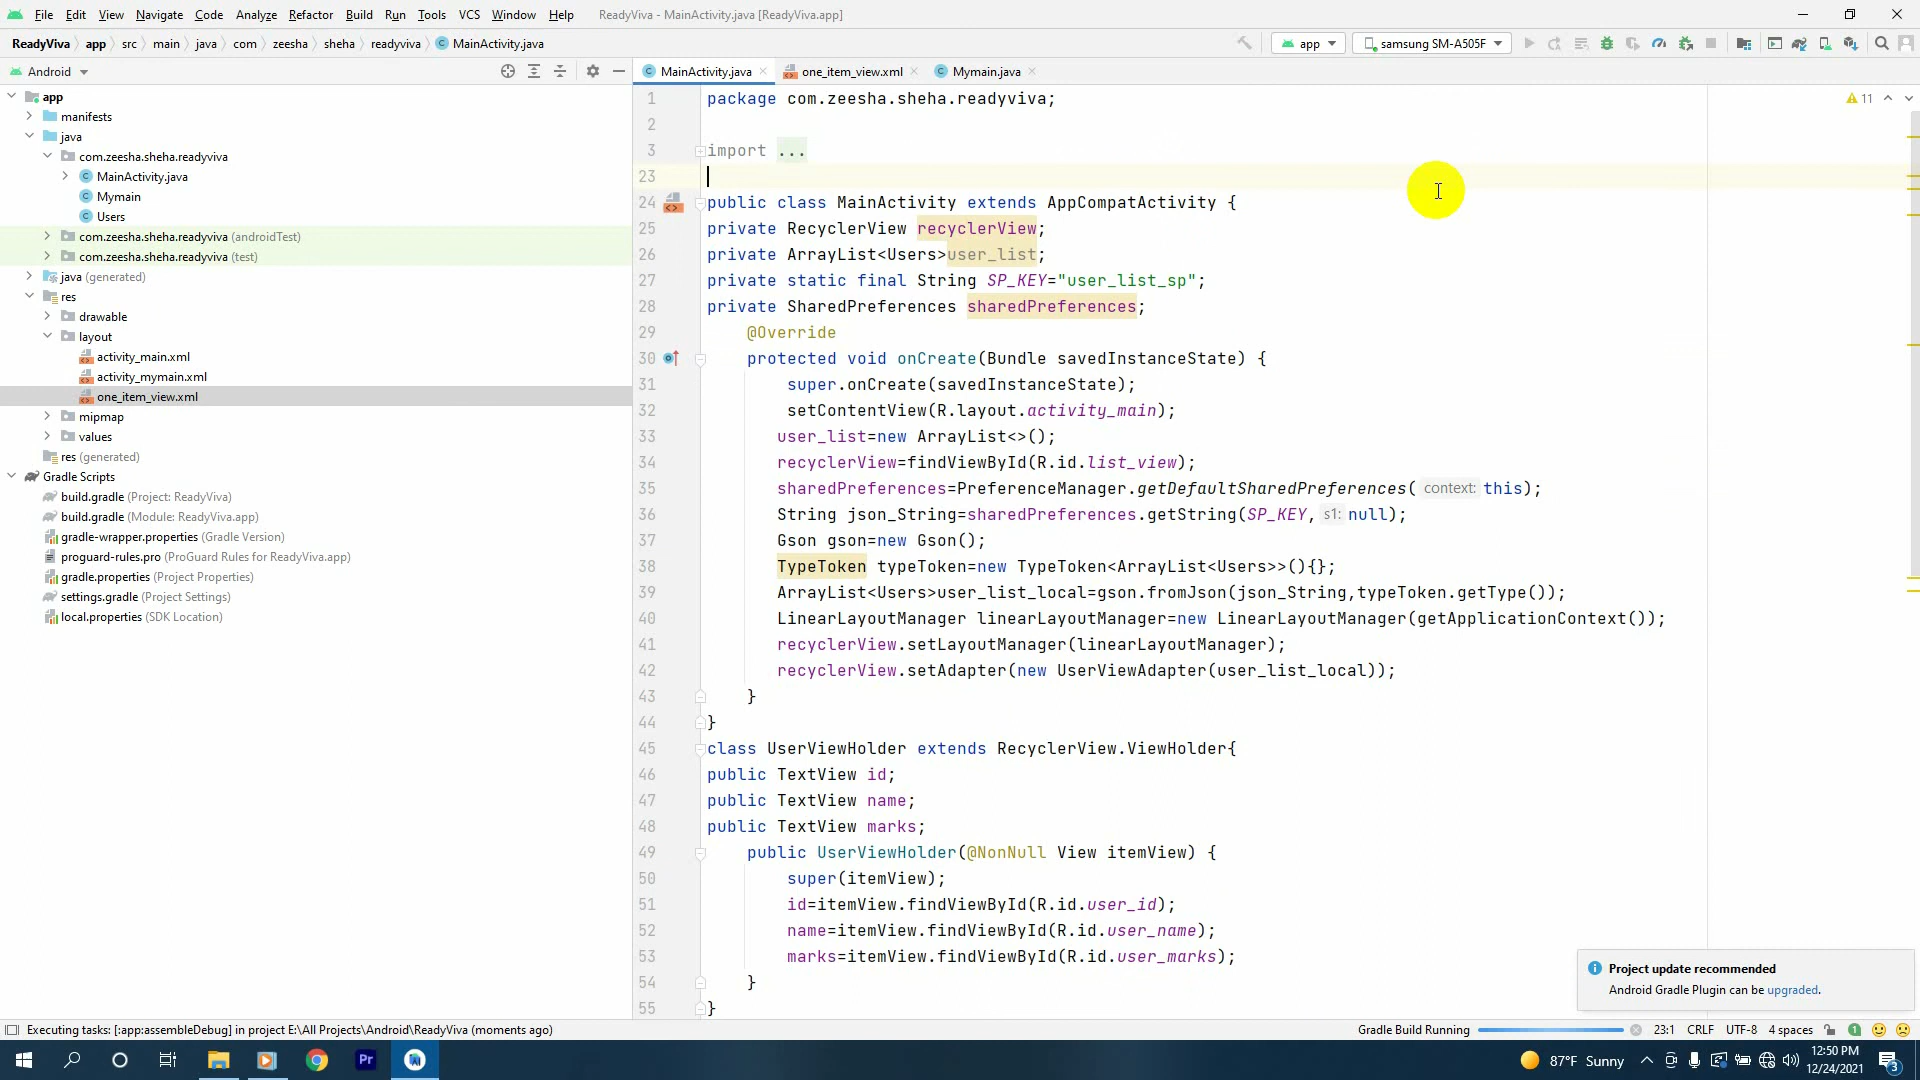 File Edit View Navigate Code Analyze Refactor Build Run Tools VCS Window Help ReadyViva - MainActivity.java [ReadyViva.app]
ReadyViva app src main java com zeesha sheha readyviva MainActivity.java app samsung SM-A505F
Android
MainActivity.java one_item_view.xml Mymain.java
app
manifests
java
com.zeesha.sheha.readyviva
MainActivity.java
Mymain
Users
com.zeesha.sheha.readyviva (androidTest)
com.zeesha.sheha.readyviva (test)
java (generated)
res
drawable
layout
activity_main.xml
activity_mymain.xml
one_item_view.xml
mipmap
values
res (generated)
Gradle Scripts
build.gradle (Project: ReadyViva)
build.gradle (Module: ReadyViva.app)
gradle-wrapper.properties (Gradle Version)
proguard-rules.pro (ProGuard Rules for ReadyViva.app)
gradle.properties (Project Properties)
settings.gradle (Project Settings)
local.properties (SDK Location)
11
1 package com.zeesha.sheha.readyviva;
2
3 import ...
23
24 public class MainActivity extends AppCompatActivity {
25 private RecyclerView recyclerView;
26 private ArrayList<Users>user_list;
27 private static final String SP_KEY="user_list_sp";
28 private SharedPreferences sharedPreferences;
29 @Override
30 protected void onCreate(Bundle savedInstanceState) {
31 super.onCreate(savedInstanceState);
32 setContentView(R.layout.activity_main);
33 user_list=new ArrayList<>();
34 recyclerView=findViewById(R.id.list_view);
35 sharedPreferences=PreferenceManager.getDefaultSharedPreferences( context: this);
36 String json_String=sharedPreferences.getString(SP_KEY, s1: null);
37 Gson gson=new Gson();
38 TypeToken typeToken=new TypeToken<ArrayList<Users>>(){};
39 ArrayList<Users>user_list_local=gson.fromJson(json_String,typeToken.getType());
40 LinearLayoutManager linearLayoutManager=new LinearLayoutManager(getApplicationContext());
41 recyclerView.setLayoutManager(linearLayoutManager);
42 recyclerView.setAdapter(new UserViewAdapter(user_list_local));
43 }
44 }
45 class UserViewHolder extends RecyclerView.ViewHolder{
46 public TextView id;
47 public TextView name;
48 public TextView marks;
49 public UserViewHolder(@NonNull View itemView) {
50 super(itemView);
51 id=itemView.findViewById(R.id.user_id);
52 name=itemView.findViewById(R.id.user_name);
53 marks=itemView.findViewById(R.id.user_marks);
54 }
55 }
Project update recommended
Android Gradle Plugin can be upgraded.
Executing tasks: [:app:assembleDebug] in project E:\All Projects\Android\ReadyViva (moments ago) Gradle Build Running 23:1 CRLF UTF-8 4 spaces 1
Pr 87°F Sunny 12:50 PM
12/24/2021 3